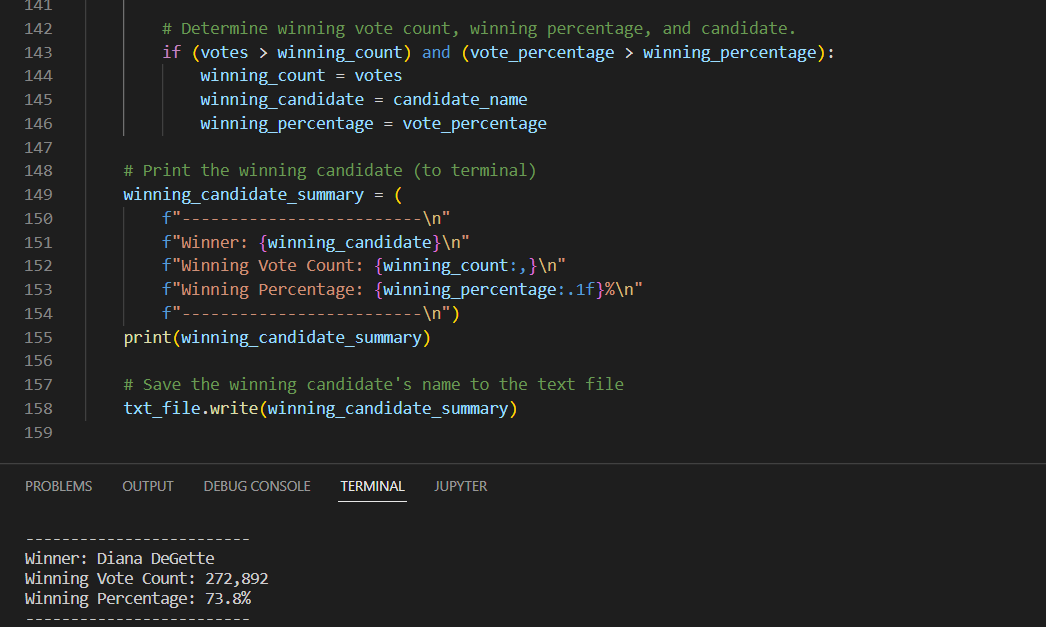 141
142 # Determine winning vote count, winning percentage, and candidate.
143 if (votes > winning_count) and (vote_percentage > winning_percentage):
144 winning_count = votes
145 winning_candidate = candidate_name
146 winning_percentage = vote_percentage
147
148 # Print the winning candidate (to terminal)
149 winning_candidate_summary = (
150 f"-------------------------\n"
151 f"Winner: {winning_candidate}\n"
152 f"Winning Vote Count: {winning_count:,}\n"
153 f"Winning Percentage: {winning_percentage:.1f}%\n"
154 f"-------------------------\n")
155 print(winning_candidate_summary)
156
157 # Save the winning candidate's name to the text file
158 txt_file.write(winning_candidate_summary)
159
PROBLEMS OUTPUT DEBUG CONSOLE TERMINAL JUPYTER
-------------------------
Winner: Diana DeGette
Winning Vote Count: 272,892
Winning Percentage: 73.8%
-------------------------